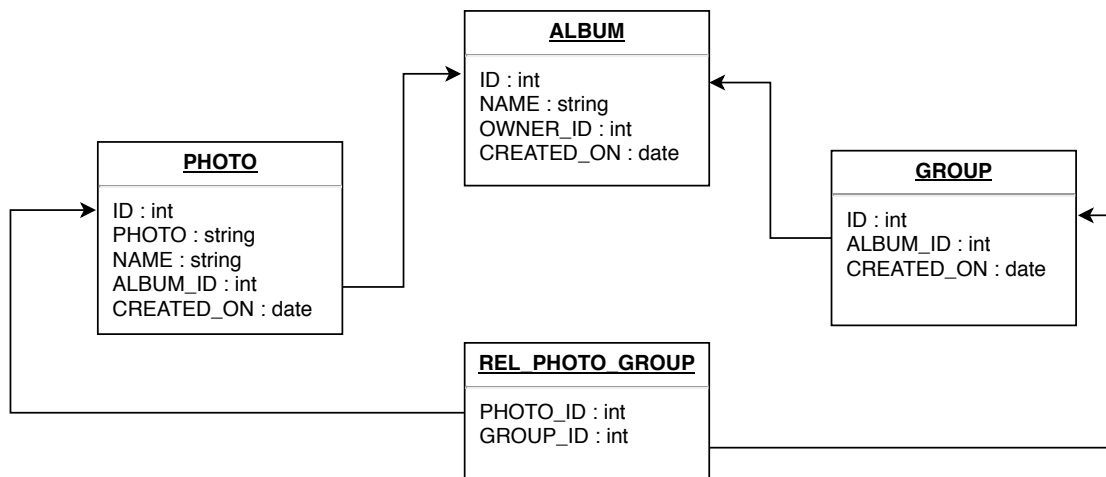 ALBUM
ID : int
NAME : string
OWNER_ID : int
CREATED_ON : date
PHOTO
ID : int
PHOTO : string
NAME : string
ALBUM_ID : int
CREATED_ON : date
GROUP
ID : int
ALBUM_ID : int
CREATED_ON : date
REL_PHOTO_GROUP
PHOTO_ID : int
GROUP_ID : int